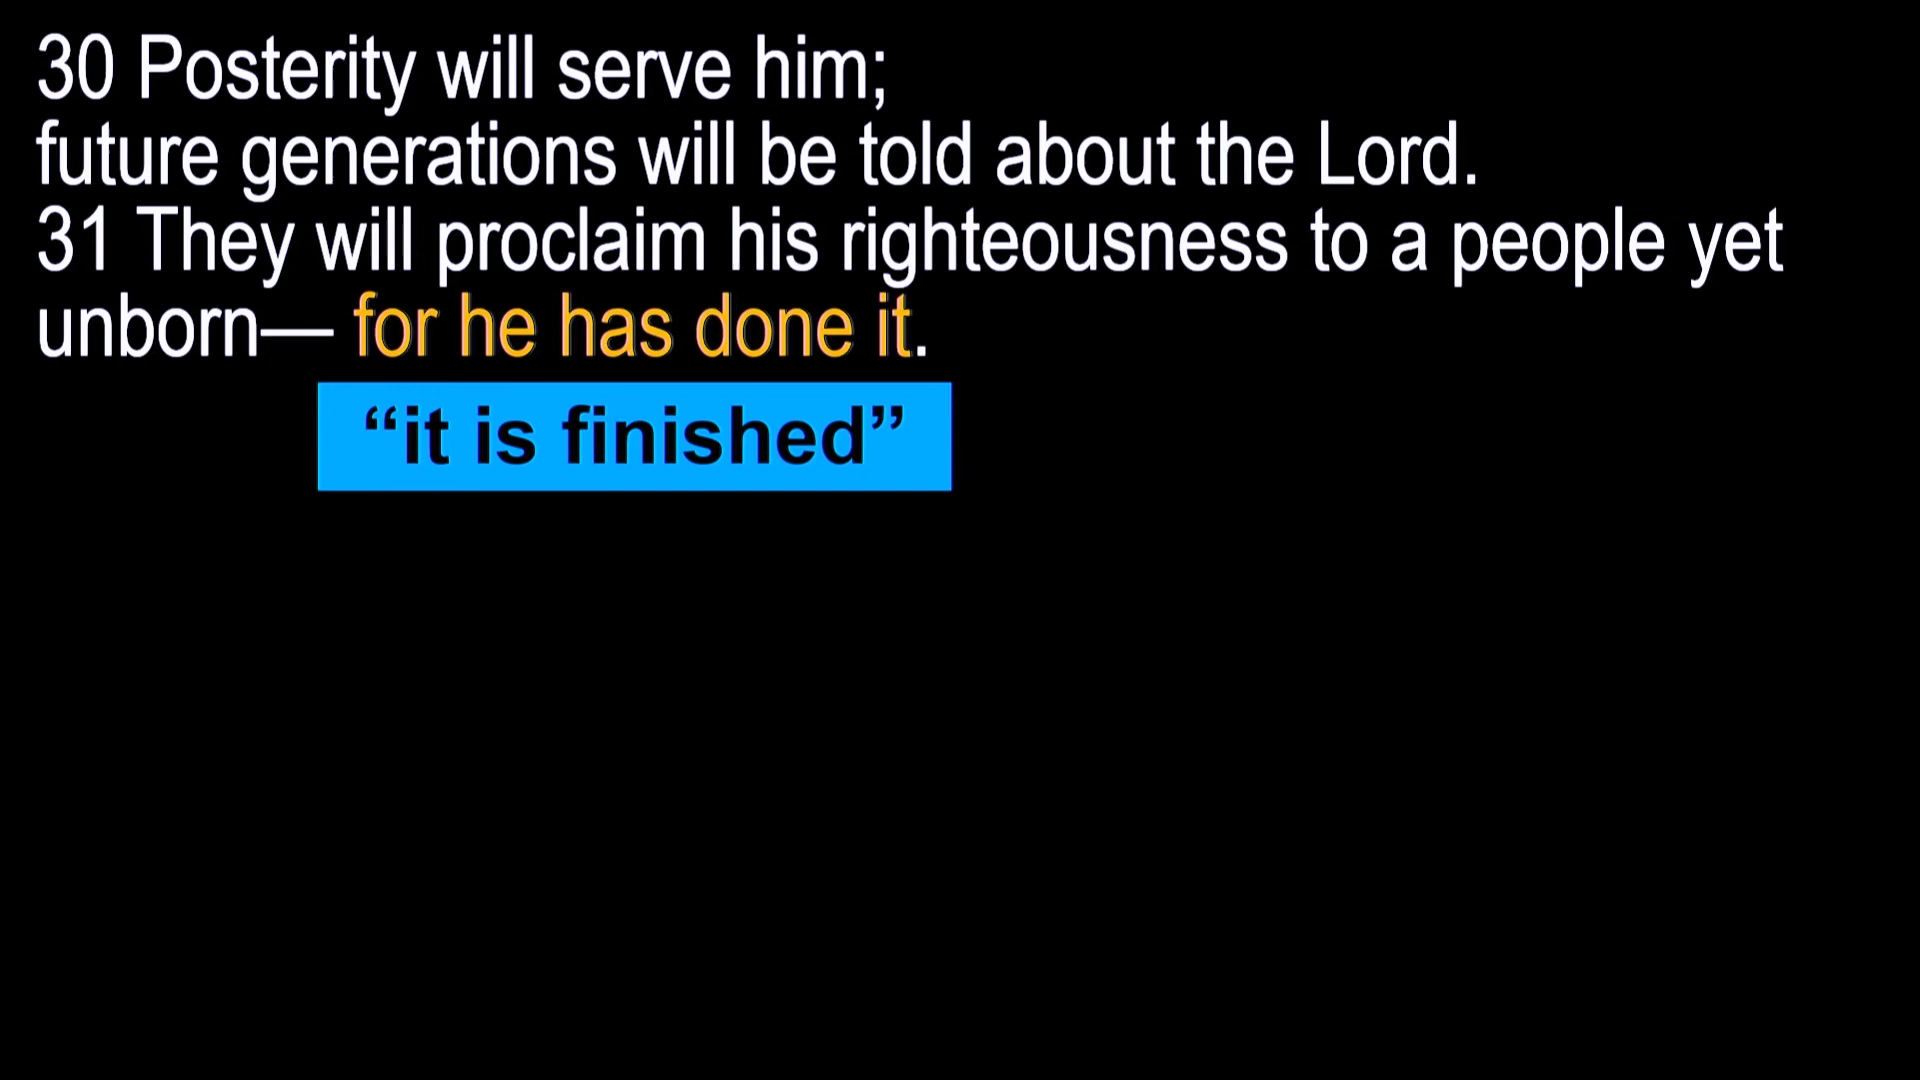 30 Posterity will serve him;
future generations will be told about the Lord.
31 They will proclaim his righteousness to a people yet
unborn— for he has done it.
“it is finished”